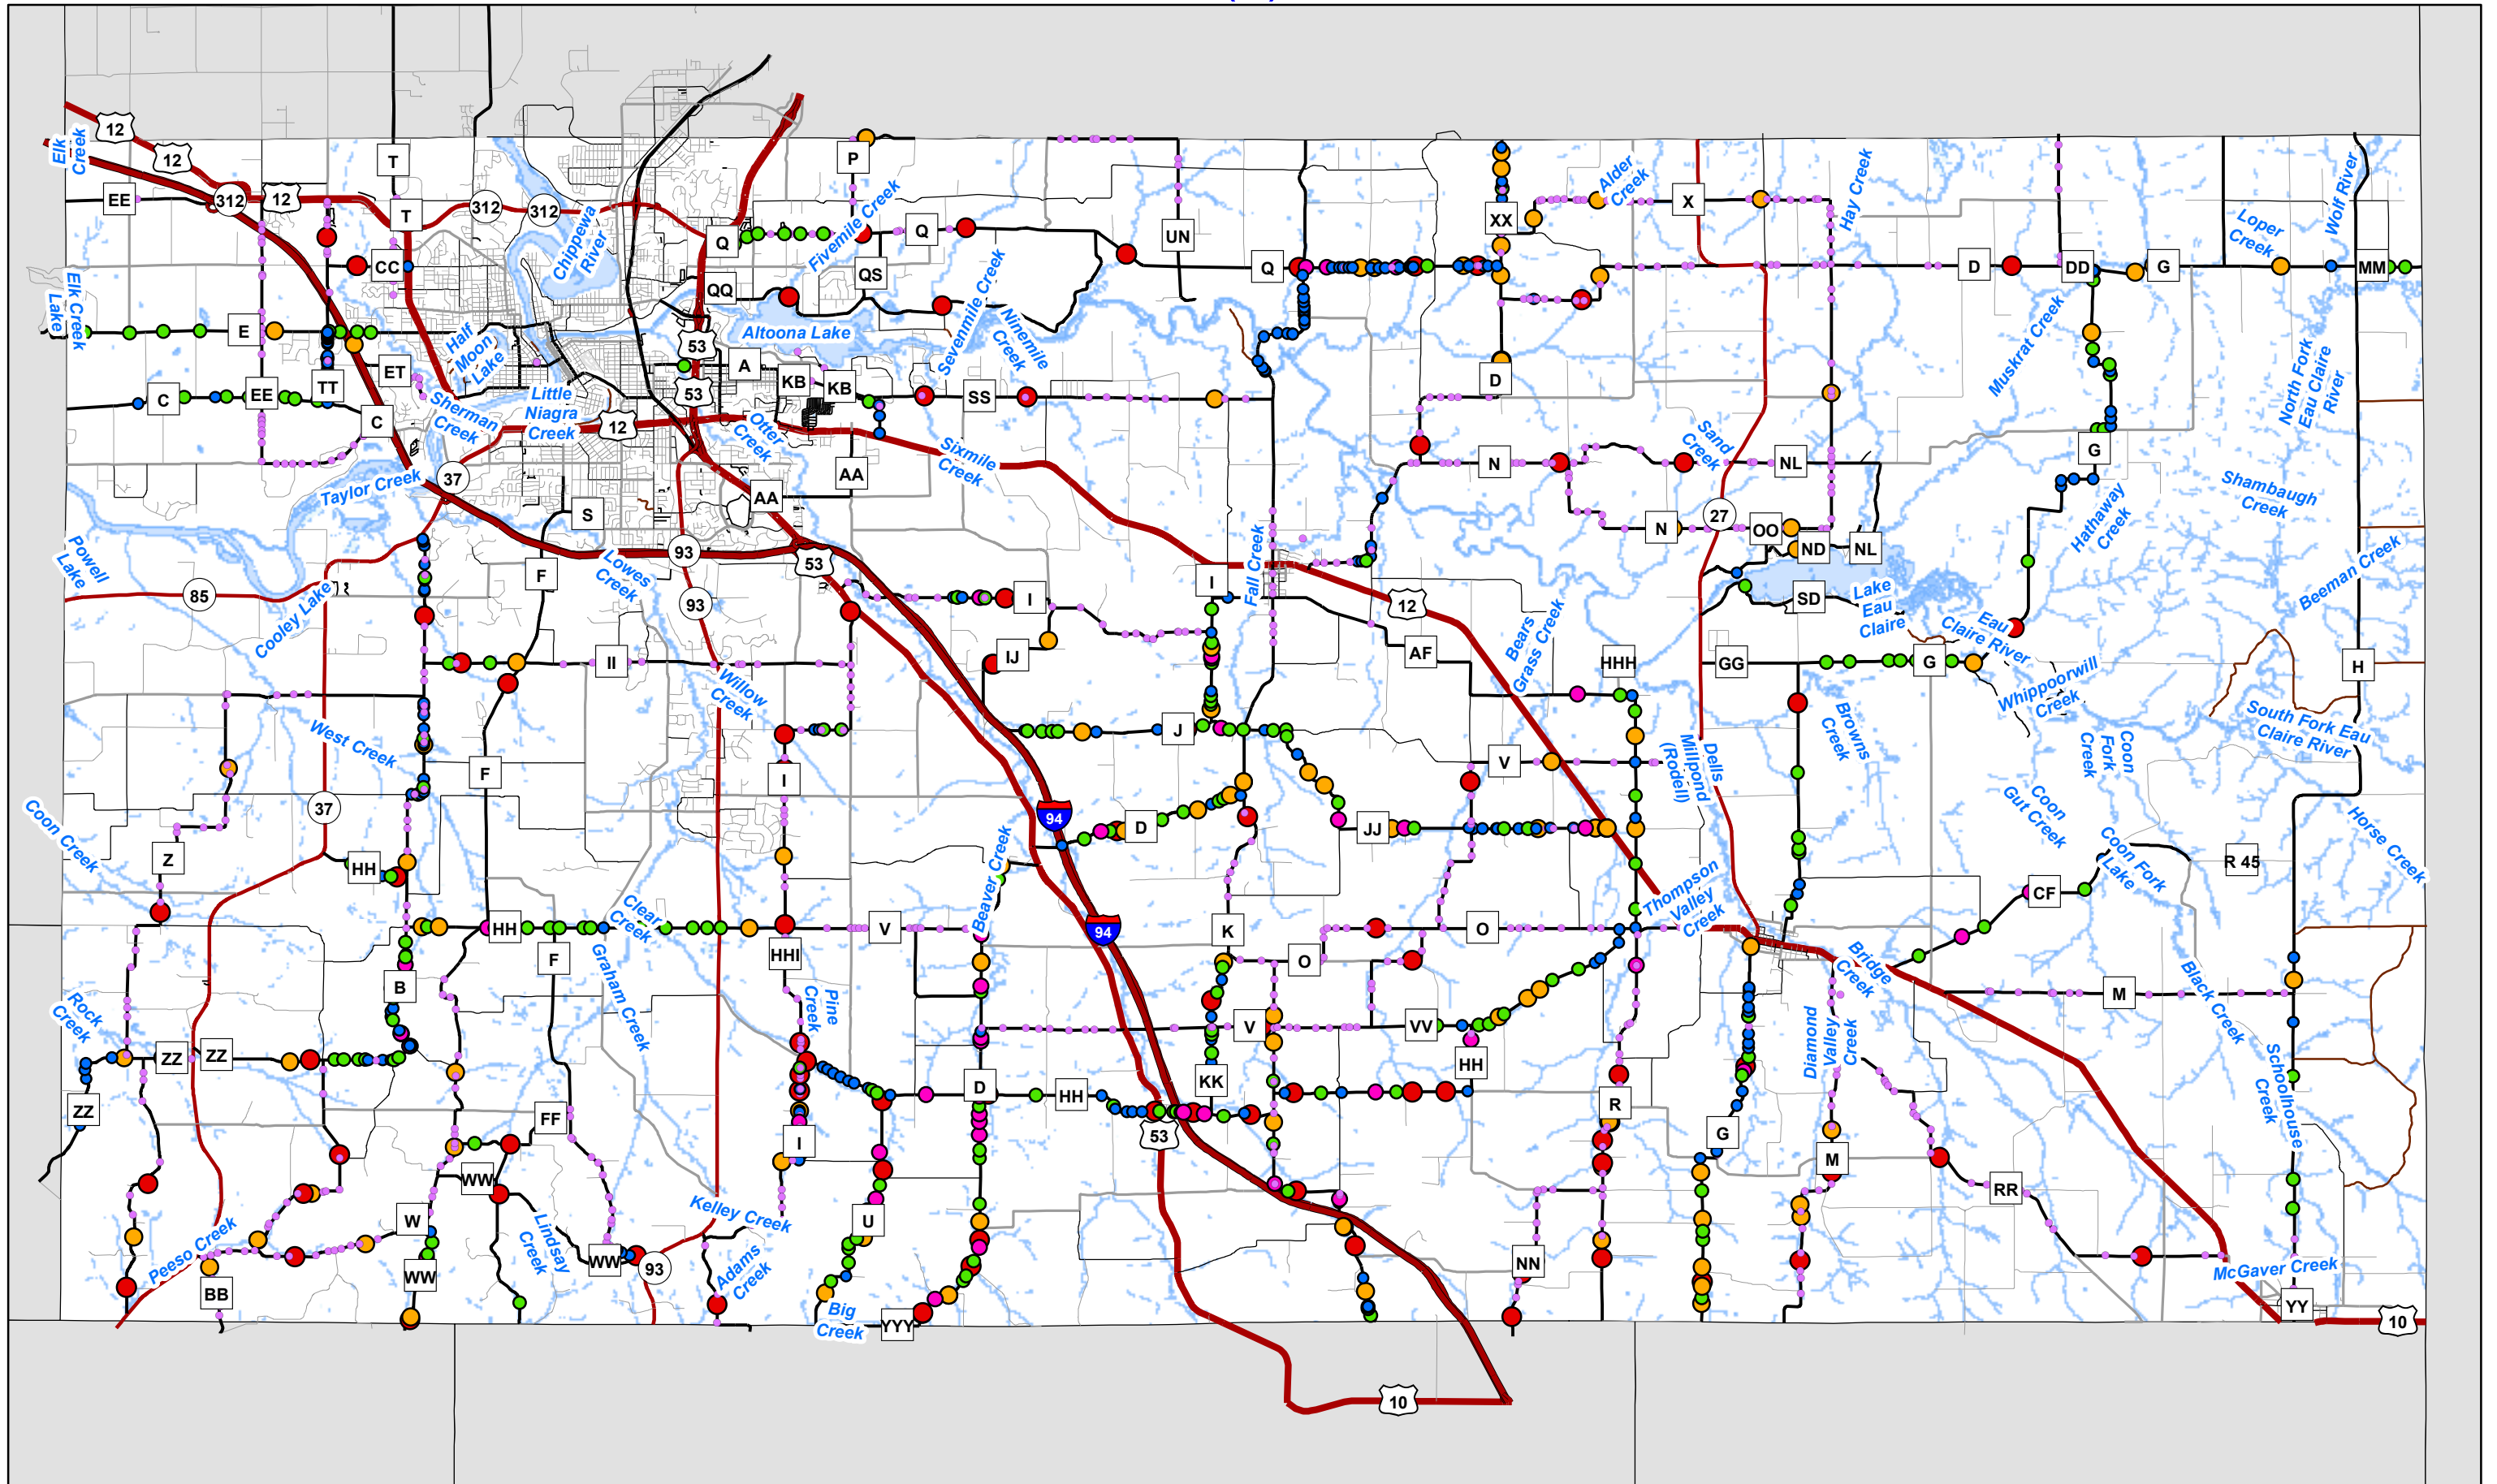 12
Elk
Creek
12
T
P
Alder
Creek
Hay Creek
Wolf River
EE
312
12
T
312
312
Chippewa
River
Q
Fivemile Creek
Q
UN
XX
X
Loper
Creek
CC
QS
QQ
Q
D
DD
G
MM
Elk Creek
Lake
E
Half
Moon
Lake
53
Altoona Lake
Sevenmile Creek
Ninemile
Creek
Muskrat Creek
North Fork
Eau Claire
River
ET
A
KB
KB
D
C
EE
TT
53
SS
C
Sherman
Creek
Little
Niagra
Creek
12
Otter
Creek
Sixmile
Creek
Sand
Creek
G
Taylor Creek
37
AA
N
NL
AA
Shambaugh
Creek
S
N
27
OO
Hathaway
Creek
ND
NL
Powell
Lake
F
Lowes
Creek
93
53
Fall Creek
Beeman Creek
85
Cooley Lake
93
I
I
12
SD
Lake
Eau
Claire
Eau
Claire River
II
IJ
AF
Bears
Grass Creek
HHH
GG
G
H
Willow
Creek
Whippoorwill
Creek
West Creek
J
South Fork Eau
Claire River
Browns
Creek
Coon
Fork
Creek
F
I
V
Dells
Millpond
(Rodell)
37
94
D
JJ
Coon
Gut Creek
Horse Creek
Coon Creek
Z
HH
Beaver Creek
Coon Fork
Lake
R 45
Thompson
Valley
Creek
CF
HH
Clear
Creek
V
94
K
O
F
HHI
O
Bridge
Creek
B
Graham Creek
Pine
Creek
M
Black Creek
Rock
Creek
V
VV
Diamond
Valley
Creek
ZZ
ZZ
HH
Schoolhouse
Creek
ZZ
D
HH
KK
R
FF
I
53
G
M
WW
RR
W
Lindsay
Creek
Kelley Creek
U
Peeso Creek
WW
93
Adams
Creek
NN
McGaver Creek
WW
BB
Big
Creek
YYY
YY
10
10